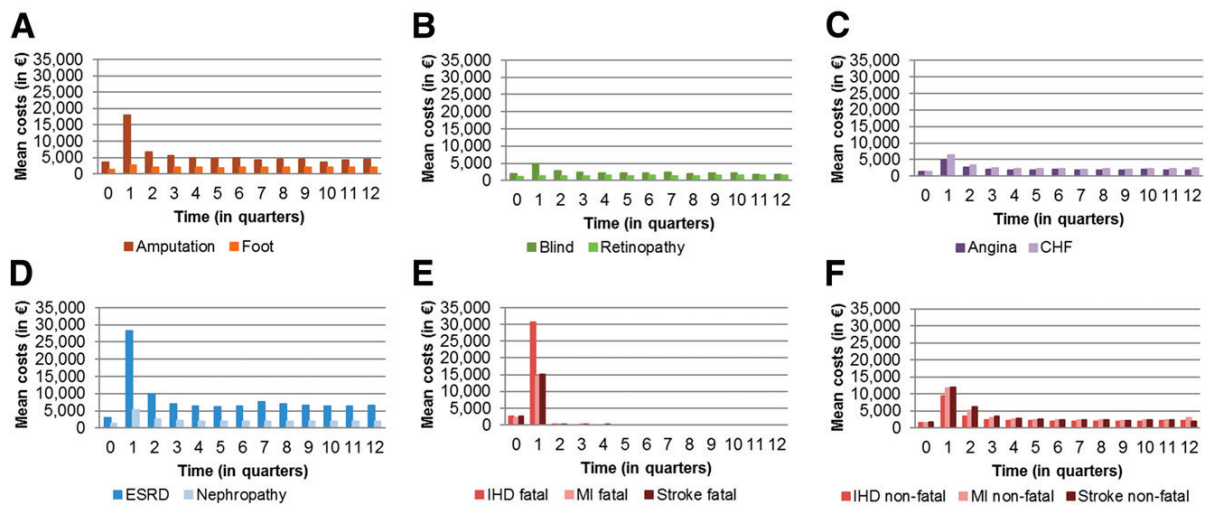 A
Mean costs (in €)
35,000
30,000
25,000
20,000
15,000
10,000
5,000
0
0 1 2 3 4 5 6 7 8 9 10 11 12
Time (in quarters)
Amputation Foot
B
Mean costs (in €)
35,000
30,000
25,000
20,000
15,000
10,000
5,000
0
0 1 2 3 4 5 6 7 8 9 10 11 12
Time (in quarters)
Blind Retinopathy
C
Mean costs (in €)
35,000
30,000
25,000
20,000
15,000
10,000
5,000
0
0 1 2 3 4 5 6 7 8 9 10 11 12
Time (in quarters)
Angina CHF
D
Mean costs (in €)
35,000
30,000
25,000
20,000
15,000
10,000
5,000
0
0 1 2 3 4 5 6 7 8 9 10 11 12
Time (in quarters)
ESRD Nephropathy
E
Mean costs (in €)
35,000
30,000
25,000
20,000
15,000
10,000
5,000
0
0 1 2 3 4 5 6 7 8 9 10 11 12
Time (in quarters)
IHD fatal MI fatal Stroke fatal
F
Mean costs (in €)
35,000
30,000
25,000
20,000
15,000
10,000
5,000
0
0 1 2 3 4 5 6 7 8 9 10 11 12
Time (in quarters)
IHD non-fatal MI non-fatal Stroke non-fatal